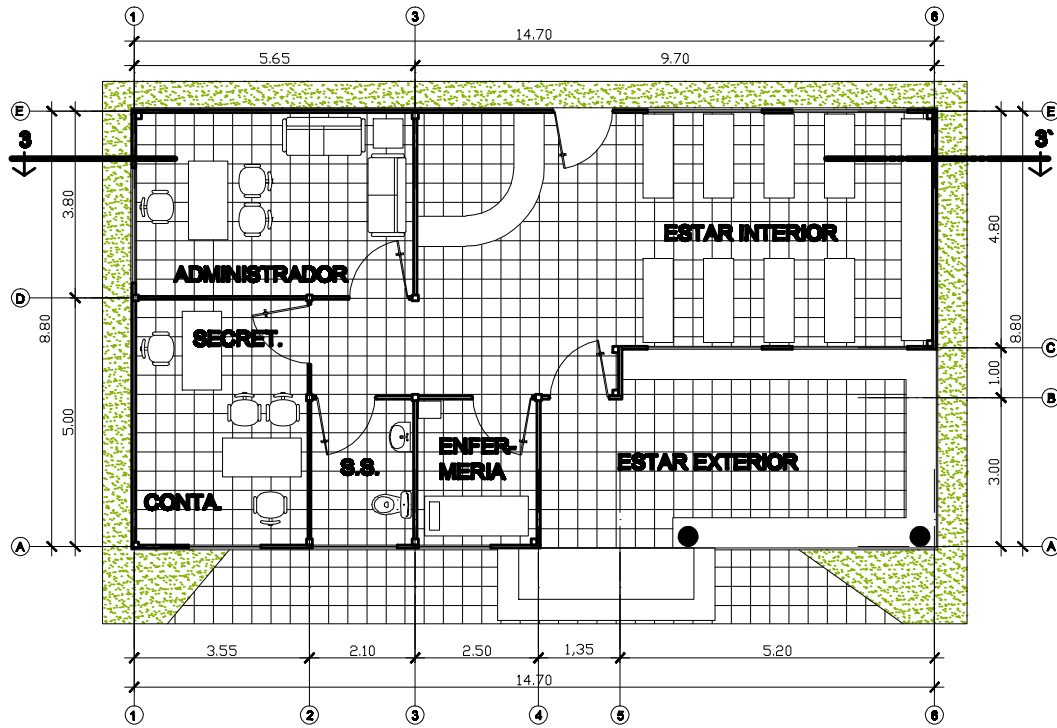 1 3 6
14.70
5.65 9.70
E E
3 3`
3.80 4.80
ESTAR INTERIOR
ADMINISTRADOR
D
8.80 8.80
SECRET.
C
1.00
B
5.00 3.00
ENFER-
MERIA
S.S.
ESTAR EXTERIOR
CONTA.
A A
3.55 2.10 2.50 1,35 5.20
14.70
1 2 3 4 5 6